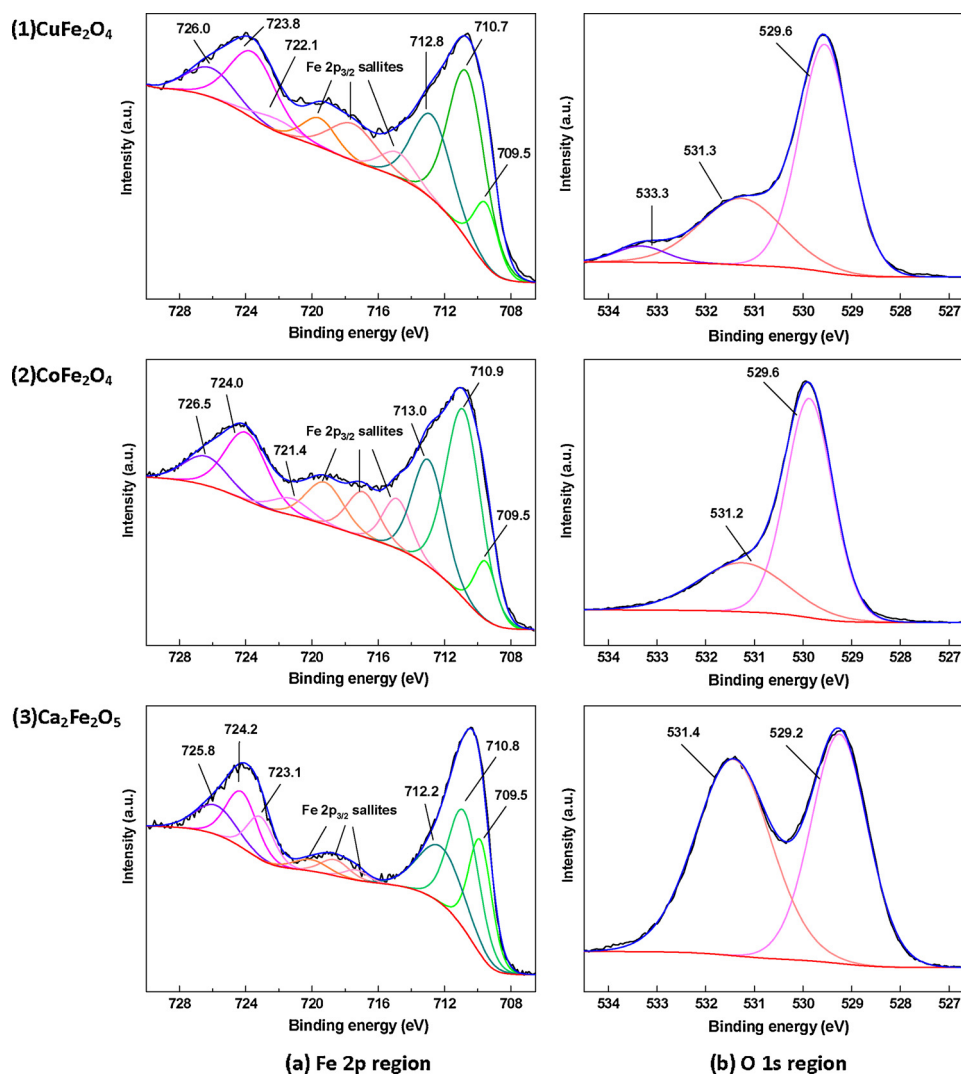 (1)CuFe₂O₄
726.0
723.8
722.1
Fe 2p₃/₂ sallites
712.8
710.7
709.5
Intensity (a.u.)
728 724 720 716 712 708
Binding energy (eV)
529.6
531.3
533.3
Intensity (a.u.)
534 533 532 531 530 529 528 527
Binding energy (eV)
(2)CoFe₂O₄
726.5
724.0
721.4
Fe 2p₃/₂ sallites
713.0
710.9
709.5
Intensity (a.u.)
728 724 720 716 712 708
Binding energy (eV)
529.6
531.2
Intensity (a.u.)
534 533 532 531 530 529 528 527
Binding energy (eV)
(3)Ca₂Fe₂O₅
725.8
724.2
723.1
Fe 2p₃/₂ sallites
712.2
710.8
709.5
Intensity (a.u.)
728 724 720 716 712 708
Binding energy (eV)
531.4
529.2
Intensity (a.u.)
534 533 532 531 530 529 528 527
Binding energy (eV)
(a) Fe 2p region
(b) O 1s region